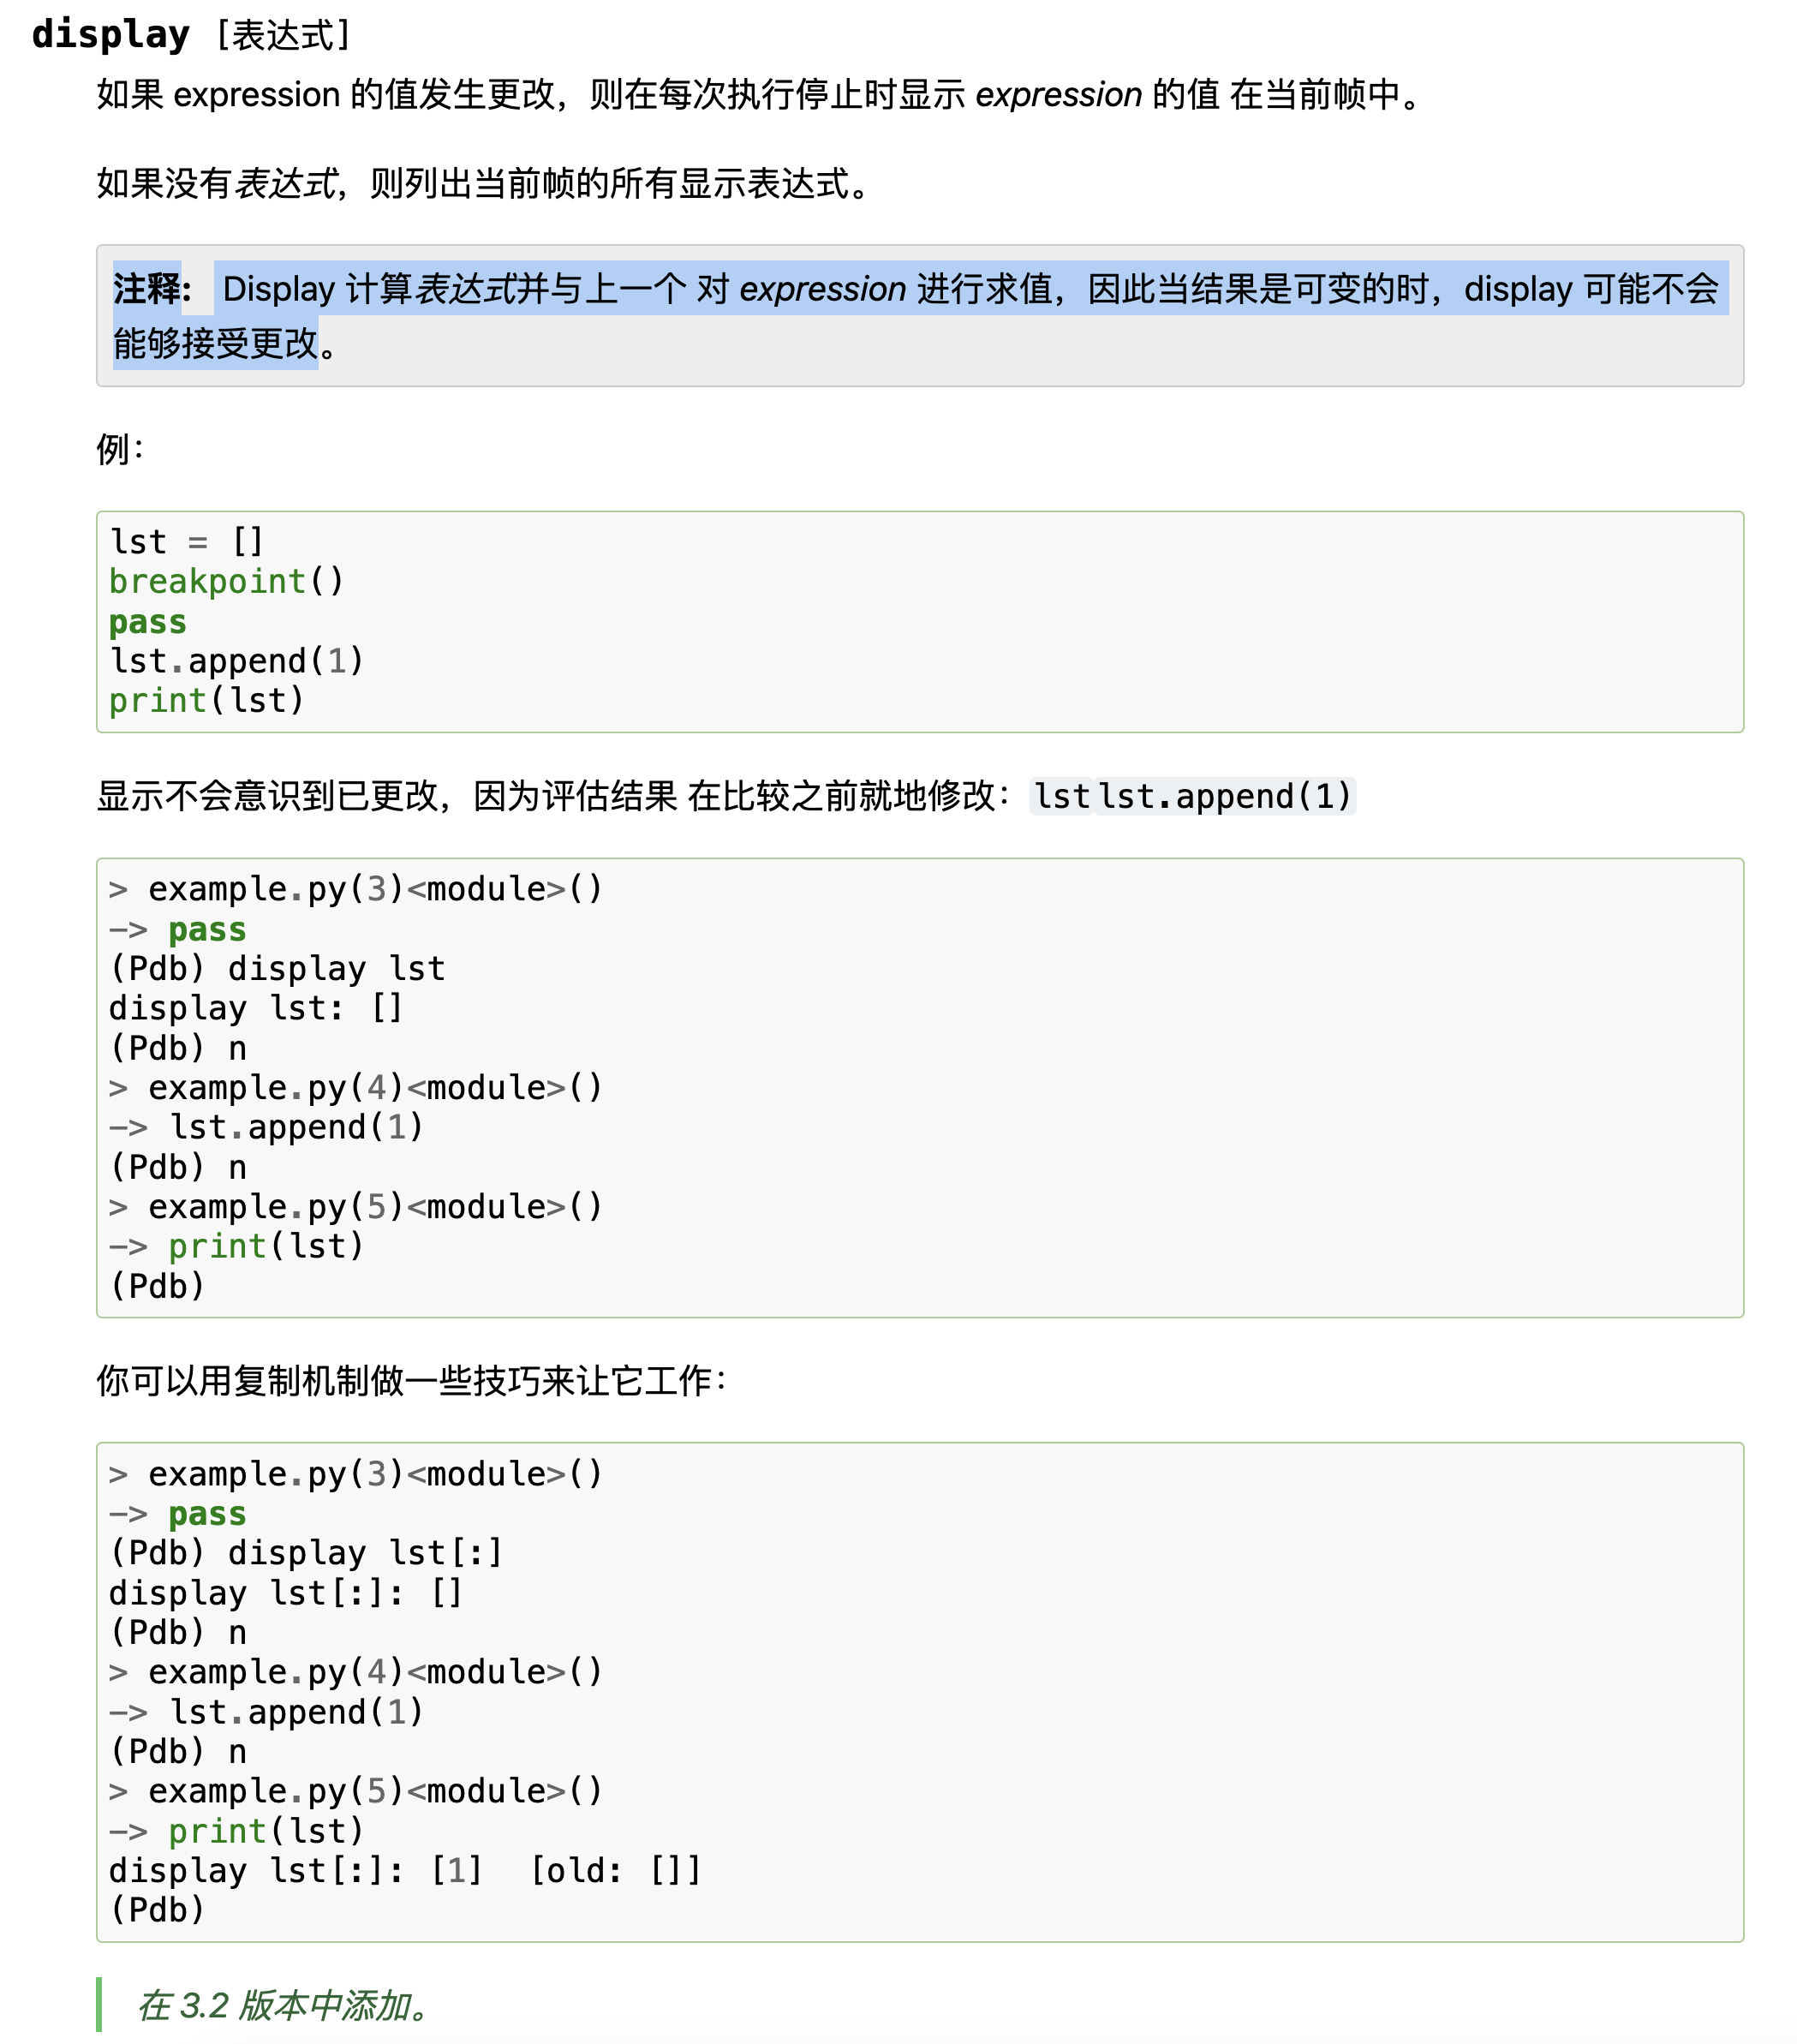 display [表达式]
如果 expression 的值发生更改，则在每次执行停止时显示 expression 的值 在当前帧中。
如果没有表达式，则列出当前帧的所有显示表达式。
注释: Display 计算表达式并与上一个 对 expression 进行求值，因此当结果是可变的时，display 可能不会
能够接受更改。
例：
lst = []
breakpoint()
pass
lst.append(1)
print(lst)
显示不会意识到已更改，因为评估结果 在比较之前就地修改：lstlst.append(1)
> example.py(3)<module>()
-> pass
(Pdb) display lst
display lst: []
(Pdb) n
> example.py(4)<module>()
-> lst.append(1)
(Pdb) n
> example.py(5)<module>()
-> print(lst)
(Pdb)
你可以用复制机制做一些技巧来让它工作：
> example.py(3)<module>()
-> pass
(Pdb) display lst[:]
display lst[:]: []
(Pdb) n
> example.py(4)<module>()
-> lst.append(1)
(Pdb) n
> example.py(5)<module>()
-> print(lst)
display lst[:]: [1]  [old: []]
(Pdb)
在 3.2 版本中添加。